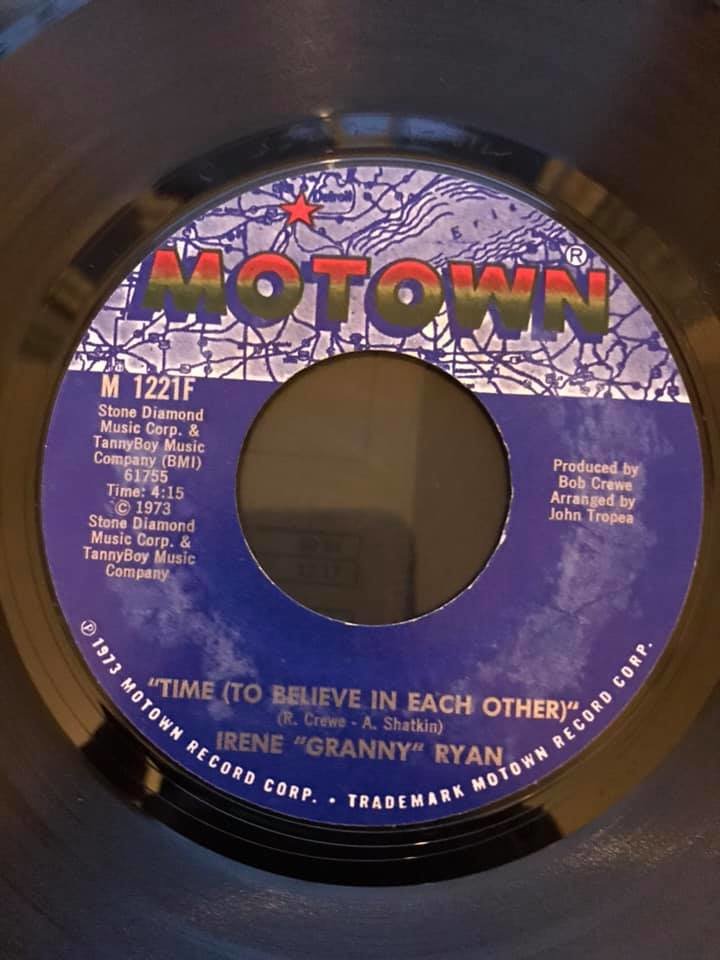 Detroit
ERIE
MOTOWN®
M 1221F
Stone Diamond
Music Corp. &
TannyBoy Music
Company (BMI)
61755
Time: 4:15
© 1973
Stone Diamond
Music Corp. &
TannyBoy Music
Company
Produced by
Bob Crewe
Arranged by
John Tropea
"TIME (TO BELIEVE IN EACH OTHER)"
(R. Crewe - A. Shatkin)
IRENE "GRANNY" RYAN
℗ 1973 MOTOWN RECORD CORP. • TRADEMARK MOTOWN RECORD CORP.